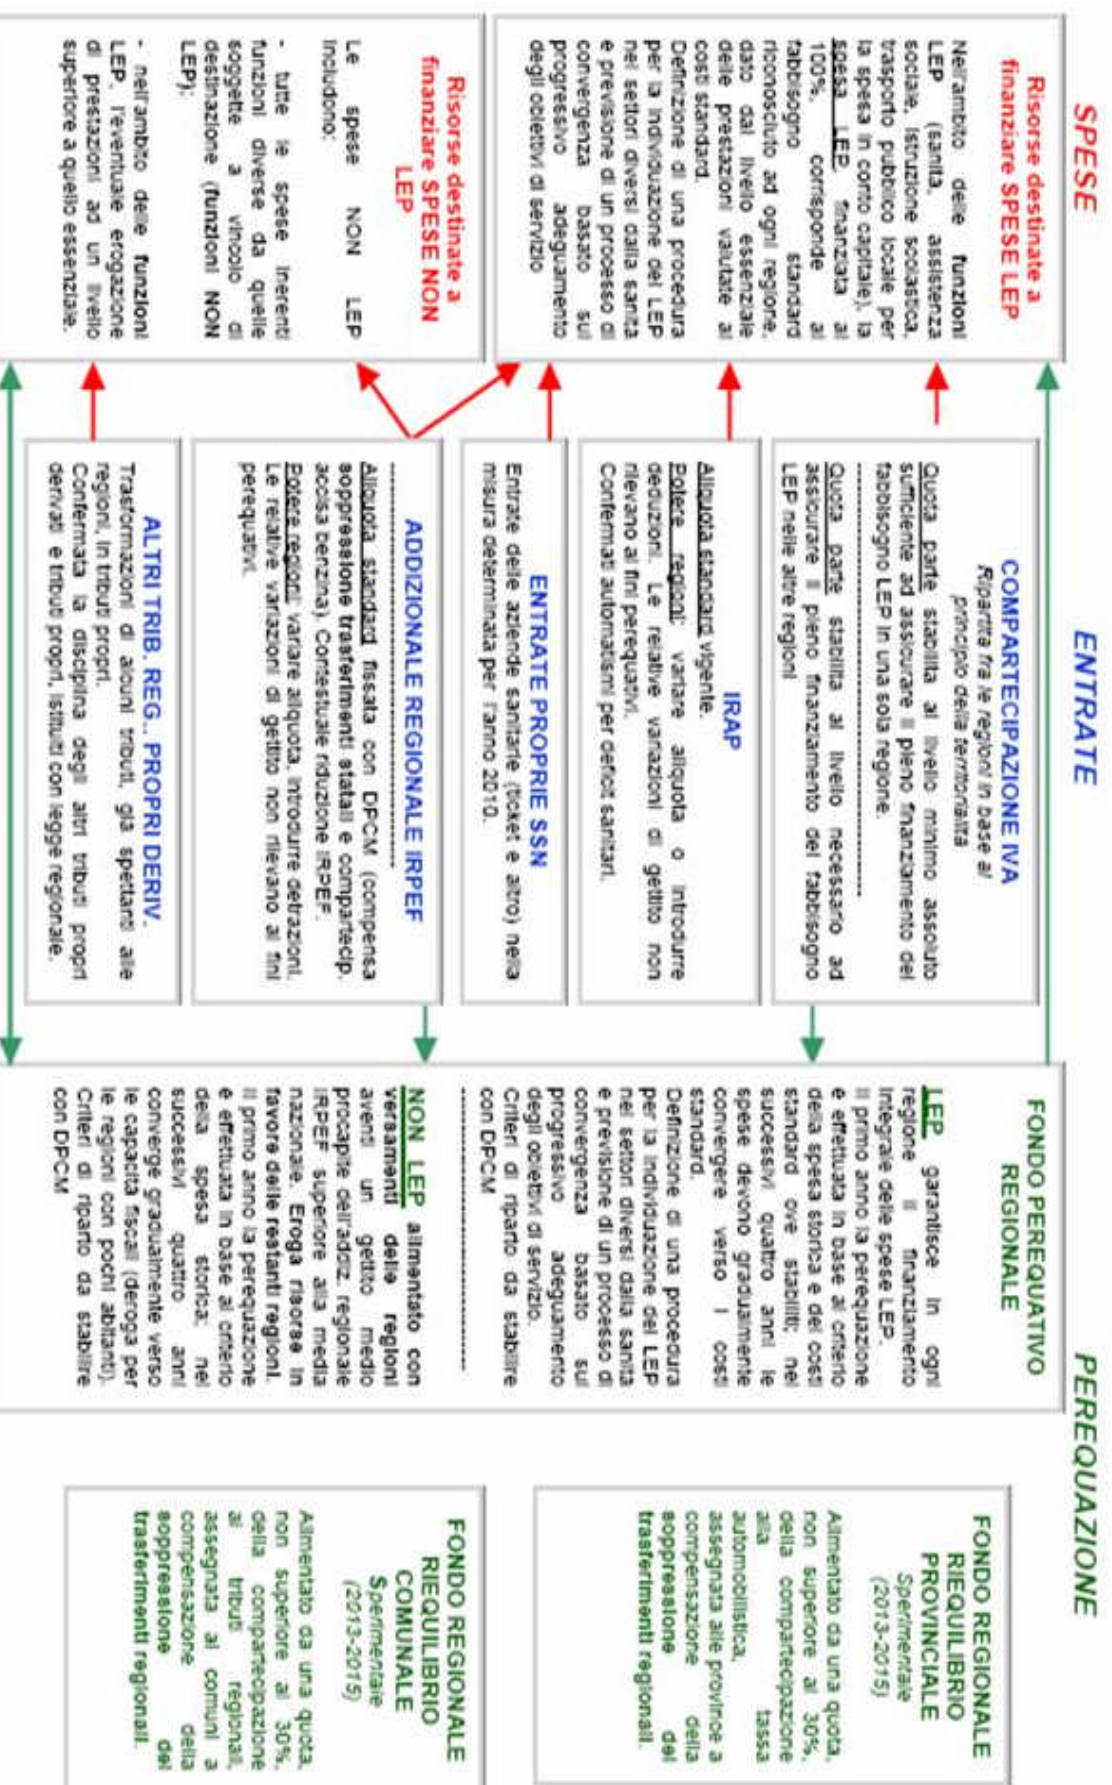 SPESE
ENTRATE
PEREQUAZIONE
Risorse destinate a
finanziare SPESE LEP
Nell'ambito delle funzioni
LEP (sanità, assistenza
sociale, istruzione scolastica,
trasporto pubblico locale per
la spesa in conto capitale), la
spesa LEP, finanziata al
100%, corrisponde al
fabbisogno standard
riconosciuto ad ogni regione,
dato dal livello essenziale
delle prestazioni valutate al
costi standard.
Definizione di una procedura
per la individuazione dei LEP
nei settori diversi dalla sanità
e previsione di un processo di
convergenza basato sul
progressivo adeguamento
degli obiettivi di servizio
Risorse destinate a
finanziare SPESE NON
LEP
Le spese NON LEP
includono:
- tutte le spese inerenti
funzioni diverse da quelle
soggette a vincolo di
destinazione (funzioni NON
LEP);
- nell'ambito delle funzioni
LEP, l'eventuale erogazione
di prestazioni ad un livello
superiore a quello essenziale.
COMPARTECIPAZIONE IVA
Ripartita fra le regioni in base al
principio della territorialità
Quota parte stabilita al livello minimo assoluto
sufficiente ad assicurare il pieno finanziamento del
fabbisogno LEP in una sola regione.
Quota parte stabilita al livello necessario ad
assicurare il pieno finanziamento del fabbisogno
LEP nelle altre regioni
IRAP
Aliquota standard vigente.
Potere regioni: variare aliquota o introdurre
deduzioni. Le relative variazioni di gettito non
rilevano ai fini perequativi.
Confermati automatismi per deficit sanitari.
ENTRATE PROPRIE SSN
Entrate delle aziende sanitarie (ticket e altro) nella
misura determinata per l'anno 2010.
ADDIZIONALE REGIONALE IRPEF
Aliquota standard fissata con DPCM (compensa
soppressione trasferimenti statali e compartecip.
accisa benzina). Contestuale riduzione IRPEF.
Potere regioni: variare aliquota, introdurre detrazioni.
Le relative variazioni di gettito non rilevano ai fini
perequativi.
ALTRI TRIB. REG.. PROPRI DERIV.
Trasformazioni di alcuni tributi, già spettanti alle
regioni, in tributi propri.
Confermata la disciplina degli altri tributi propri
derivati e tributi propri, istituiti con legge regionale.
FONDO PEREQUATIVO
REGIONALE
LEP garantisce in ogni
regione il finanziamento
integrale delle spese LEP.
Il primo anno la perequazione
è effettuata in base al criterio
della spesa storica e dei costi
standard ove stabiliti; nei
successivi quattro anni le
spese devono gradualmente
convergere verso i costi
standard.
Definizione di una procedura
per la individuazione dei LEP
nei settori diversi dalla sanità
e previsione di un processo di
convergenza basato sul
progressivo adeguamento
degli obiettivi di servizio.
Criteri di riparto da stabilire
con DPCM
NON LEP alimentato con
versamenti delle regioni
aventi un gettito medio
procapite dell'addiz. regionale
IRPEF superiore alla media
nazionale. Eroga risorse in
favore delle restanti regioni.
Il primo anno la perequazione
è effettuata in base al criterio
della spesa storica; nei
successivi quattro anni
converge gradualmente verso
le capacità fiscali (deroga per
le regioni con pochi abitanti).
Criteri di riparto da stabilire
con DPCM
FONDO REGIONALE
RIEQUILIBRIO
PROVINCIALE
Sperimentale
(2013-2015)
Alimentato da una quota,
non superiore al 30%,
della compartecipazione
alla tassa
automobilistica,
assegnata alle province a
compensazione della
soppressione dei
trasferimenti regionali.
FONDO REGIONALE
RIEQUILIBRIO
COMUNALE
Sperimentale
(2013-2015)
Alimentato da una quota,
non superiore al 30%,
della compartecipazione
ai tributi regionali,
assegnata ai comuni a
compensazione della
soppressione dei
trasferimenti regionali.